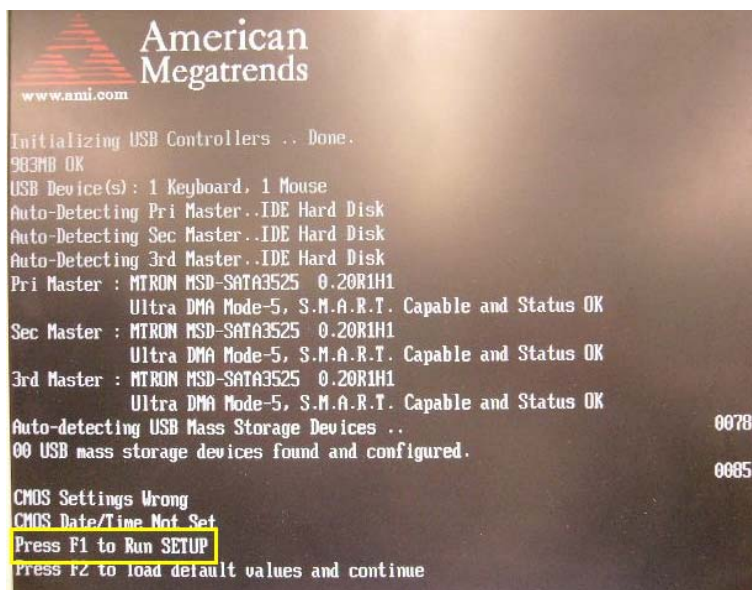 American
Megatrends
www.ami.com
Initializing USB Controllers .. Done.
983MB OK
USB Device(s): 1 Keyboard, 1 Mouse
Auto-Detecting Pri Master..IDE Hard Disk
Auto-Detecting Sec Master..IDE Hard Disk
Auto-Detecting 3rd Master..IDE Hard Disk
Pri Master : MTRON MSD-SATA3525 0.20R1H1
Ultra DMA Mode-5, S.M.A.R.T. Capable and Status OK
Sec Master : MTRON MSD-SATA3525 0.20R1H1
Ultra DMA Mode-5, S.M.A.R.T. Capable and Status OK
3rd Master : MTRON MSD-SATA3525 0.20R1H1
Ultra DMA Mode-5, S.M.A.R.T. Capable and Status OK
Auto-detecting USB Mass Storage Devices .. 0078
00 USB mass storage devices found and configured.
0085
CMOS Settings Wrong
CMOS Date/Time Not Set
Press F1 to Run SETUP
Press F2 to load default values and continue